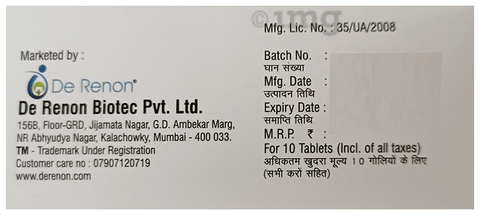 ©1mg
Marketed by :
De Renon®
De Renon Biotec Pvt. Ltd.
156B, Floor-GRD, Jijamata Nagar, G.D. Ambekar Marg,
NR Abhyudya Nagar, Kalachowky, Mumbai - 400 033.
TM - Trademark Under Registration
Customer care no : 07907120719
www.derenon.com
Mfg. Lic. No. : 35/UA/2008
Batch No. :
घान संख्या
Mfg. Date :
उत्पादन तिथि
Expiry Date :
समाप्ति तिथि
M.R.P. ₹ :
For 10 Tablets (Incl. of all taxes)
अधिकतम खुदरा मूल्य 10 गोलियों के लिए
(सभी करों सहित)